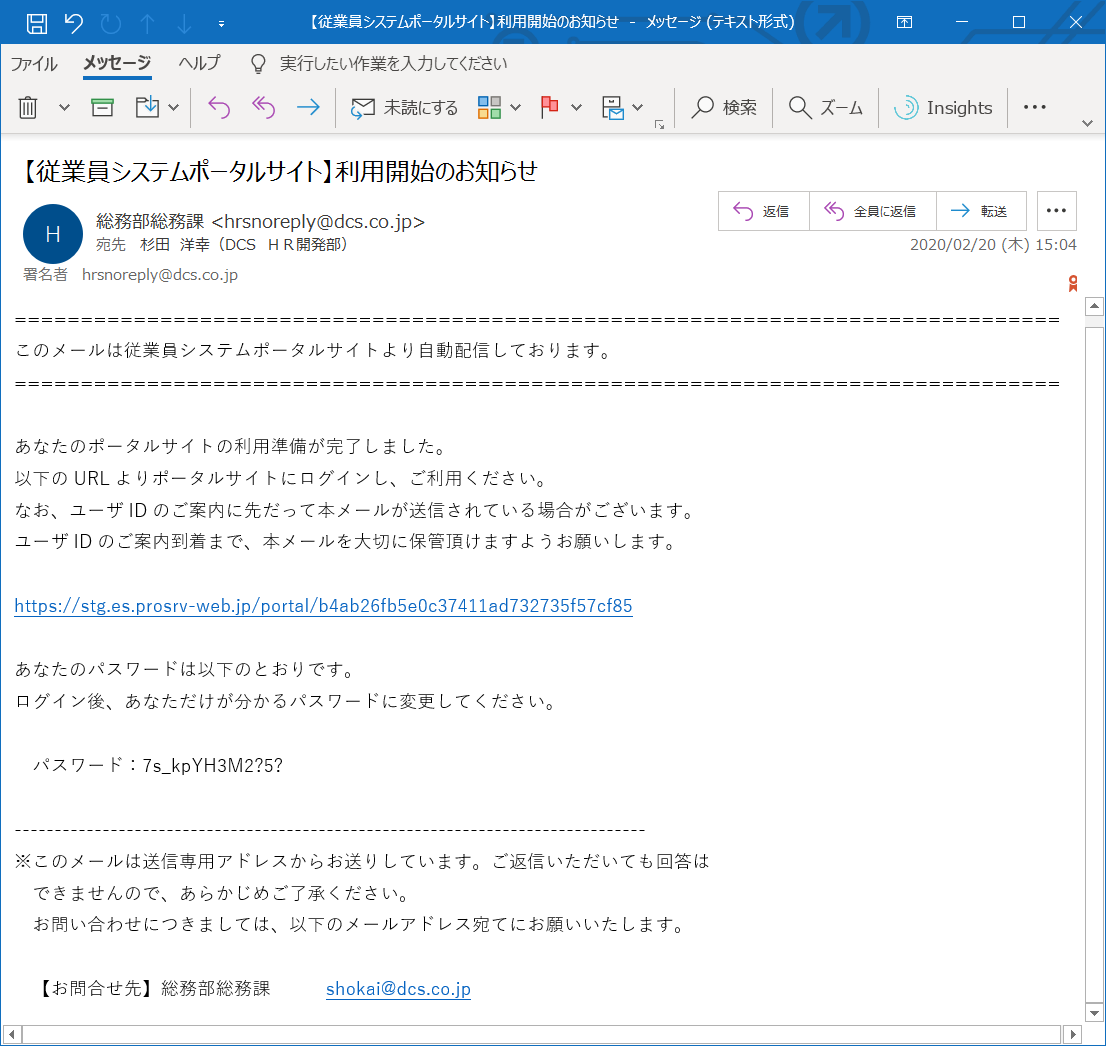 【従業員システムポータルサイト】利用開始のお知らせ - メッセージ (テキスト形式)
ファイル メッセージ ヘルプ 実行したい作業を入力してください
未読にする 検索 ズーム Insights
【従業員システムポータルサイト】利用開始のお知らせ
H
総務部総務課 <hrsnoreply@dcs.co.jp>
宛先 杉田 洋幸（DCS ＨＲ開発部）
署名者 hrsnoreply@dcs.co.jp
返信 全員に返信 転送
2020/02/20 (木) 15:04
================================================================================
このメールは従業員システムポータルサイトより自動配信しております。
================================================================================
あなたのポータルサイトの利用準備が完了しました。
以下の URL よりポータルサイトにログインし、ご利用ください。
なお、ユーザ ID のご案内に先だって本メールが送信されている場合がございます。
ユーザ ID のご案内到着まで、本メールを大切に保管頂けますようお願いします。
https://stg.es.prosrv-web.jp/portal/b4ab26fb5e0c37411ad732735f57cf85
あなたのパスワードは以下のとおりです。
ログイン後、あなただけが分かるパスワードに変更してください。
パスワード：7s_kpYH3M2?5?
-------------------------------------------------------------------------------
※このメールは送信専用アドレスからお送りしています。ご返信いただいても回答は
できませんので、あらかじめご了承ください。
お問い合わせにつきましては、以下のメールアドレス宛てにお願いいたします。
【お問合せ先】総務部総務課 shokai@dcs.co.jp